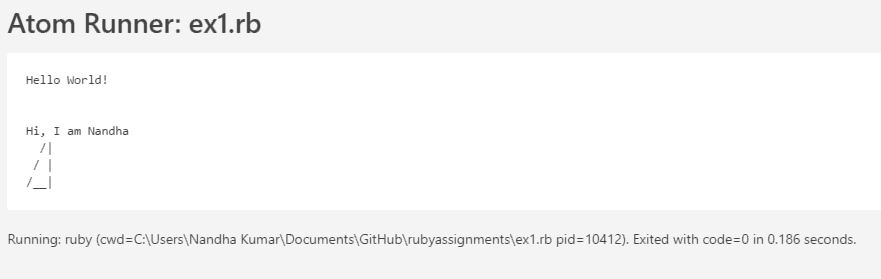 Atom Runner: ex1.rb
Hello World!
Hi, I am Nandha
  /|
 / |
/__|
Running: ruby (cwd=C:\Users\Nandha Kumar\Documents\GitHub\rubyassignments\ex1.rb pid=10412). Exited with code=0 in 0.186 seconds.